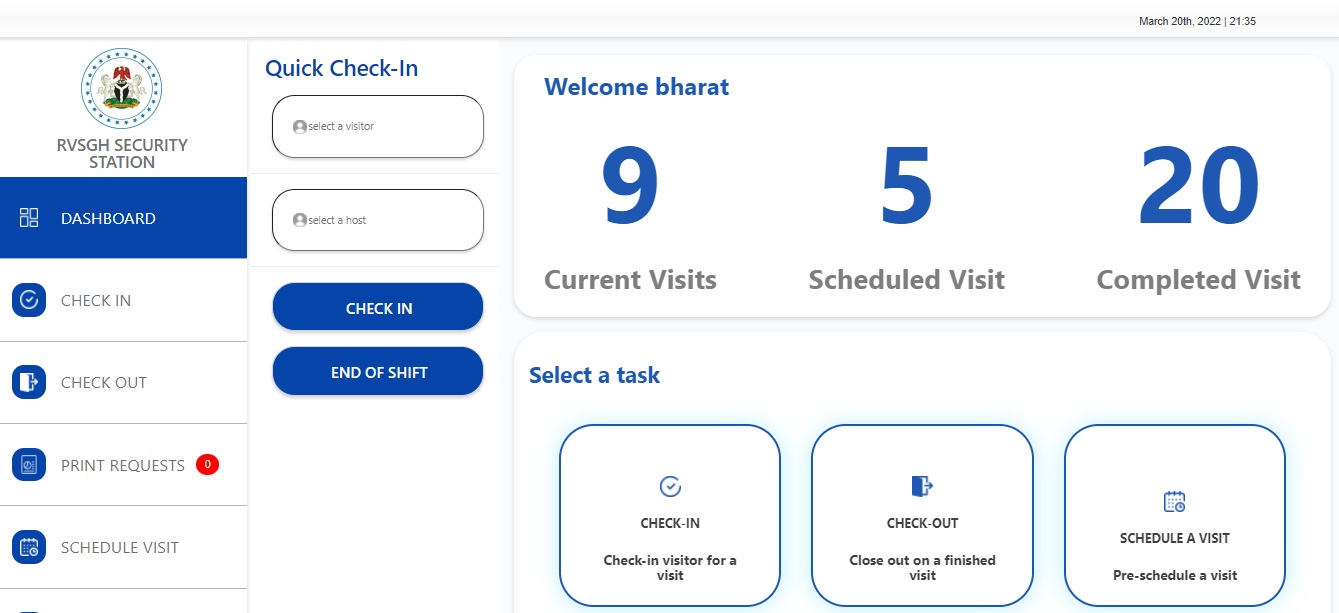 March 20th, 2022 | 21:35
RVSGH SECURITY
STATION
DASHBOARD
CHECK IN
CHECK OUT
PRINT REQUESTS 0
SCHEDULE VISIT
Quick Check-In
select a visitor
select a host
CHECK IN
END OF SHIFT
Welcome bharat
9 5 20
Current Visits Scheduled Visit Completed Visit
Select a task
CHECK-IN
Check-in visitor for a
visit
CHECK-OUT
Close out on a finished
visit
SCHEDULE A VISIT
Pre-schedule a visit